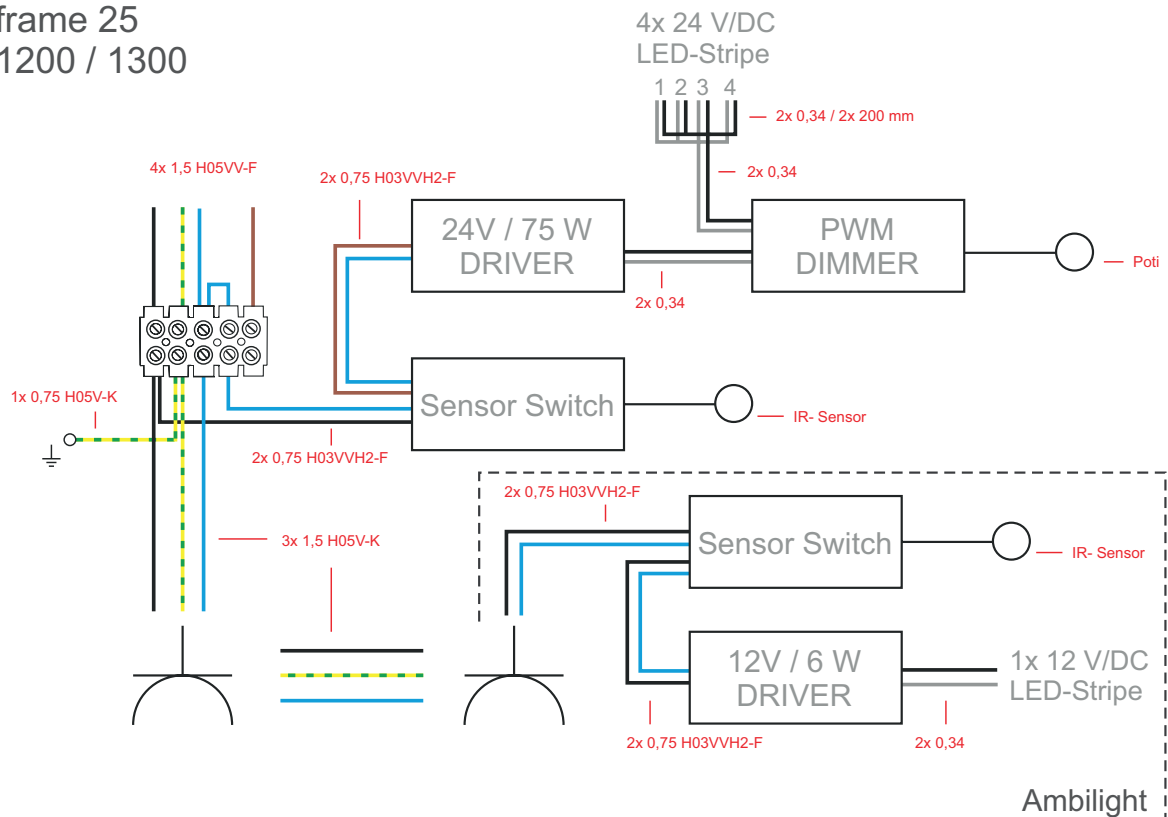 frame 25
1200 / 1300
4x 24 V/DC
LED-Stripe
1 2 3 4
2x 0,34 / 2x 200 mm
4x 1,5 H05VV-F
2x 0,75 H03VVH2-F
2x 0,34
24V / 75 W
DRIVER
PWM
DIMMER
Poti
2x 0,34
1x 0,75 H05V-K
Sensor Switch
IR- Sensor
2x 0,75 H03VVH2-F
2x 0,75 H03VVH2-F
3x 1,5 H05V-K
Sensor Switch
IR- Sensor
12V / 6 W
DRIVER
1x 12 V/DC
LED-Stripe
2x 0,75 H03VVH2-F
2x 0,34
Ambilight